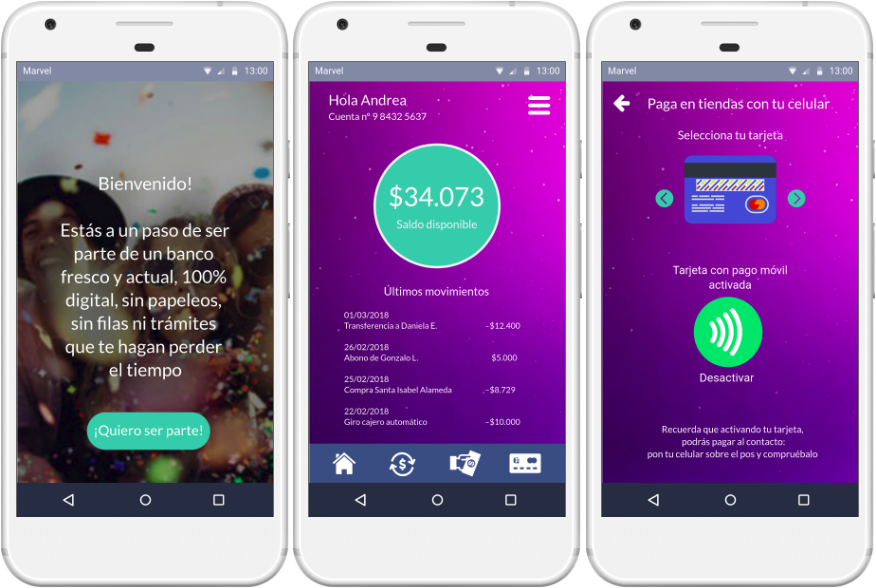 Marvel
13:00
Bienvenido!
Estás a un paso de ser
parte de un banco
fresco y actual, 100%
digital, sin papeleos,
sin filas ni trámites
que te hagan perder
el tiempo
¡Quiero ser parte!
Marvel
13:00
Hola Andrea
Cuenta nº 9 8432 5637
$34.073
Saldo disponible
Últimos movimientos
01/03/2018
Transferencia a Daniela E. -$12.400
26/02/2018
Abono de Gonzalo L. $5.000
25/02/2018
Compra Santa Isabel Alameda -$8.729
22/02/2018
Giro cajero automático -$10.000
Marvel
13:00
Paga en tiendas con tu celular
Selecciona tu tarjeta
Tarjeta con pago móvil
activada
Desactivar
Recuerda que activando tu tarjeta,
podrás pagar al contacto:
pon tu celular sobre el pos y compruébalo